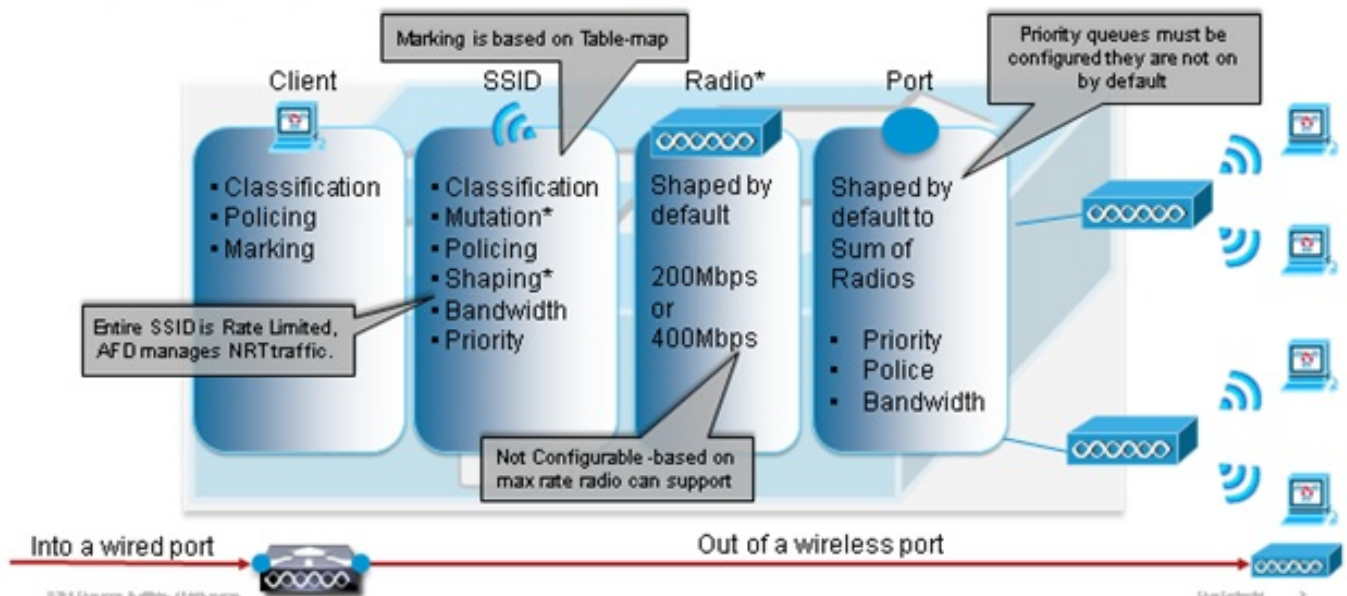 Marking is based on Table-map
Priority queues must be
configured they are not on
by default
Client
SSID
Radio*
Port
▪ Classification
▪ Policing
▪ Marking
▪ Classification
▪ Mutation*
▪ Policing
▪ Shaping*
▪ Bandwidth
▪ Priority
Shaped by
default
200Mbps
or
400Mbps
Shaped by
default to
Sum of
Radios
▪ Priority
▪ Police
▪ Bandwidth
Entire SSID is Rate Limited,
AFD manages NRT traffic.
Not Configurable -based on
max rate radio can support
Into a wired port
Out of a wireless port